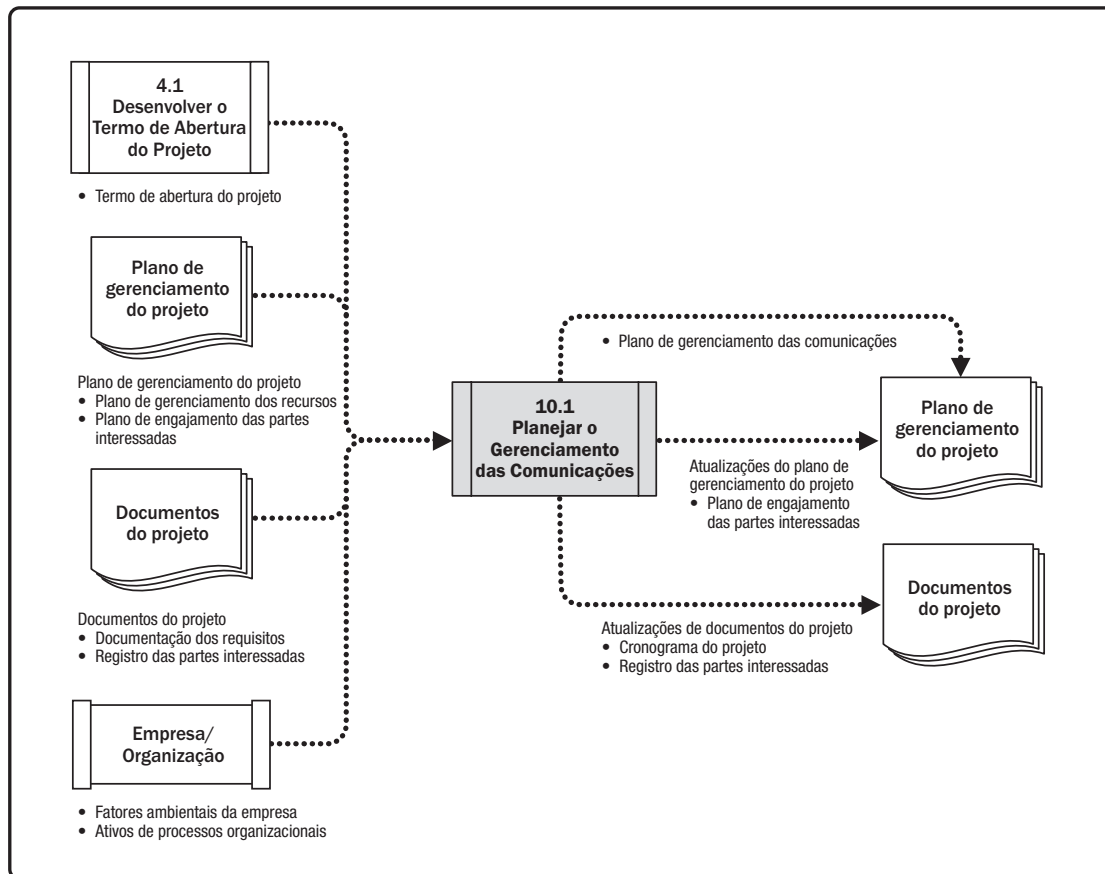 4.1
Desenvolver o
Termo de Abertura
do Projeto
• Termo de abertura do projeto
Plano de
gerenciamento
do projeto
Plano de gerenciamento do projeto
• Plano de gerenciamento dos recursos
• Plano de engajamento das partes
interessadas
Documentos
do projeto
Documentos do projeto
• Documentação dos requisitos
• Registro das partes interessadas
Empresa/
Organização
• Fatores ambientais da empresa
• Ativos de processos organizacionais
10.1
Planejar o
Gerenciamento
das Comunicações
• Plano de gerenciamento das comunicações
Plano de
gerenciamento
do projeto
Atualizações do plano de
gerenciamento do projeto
• Plano de engajamento
das partes interessadas
Documentos
do projeto
Atualizações de documentos do projeto
• Cronograma do projeto
• Registro das partes interessadas